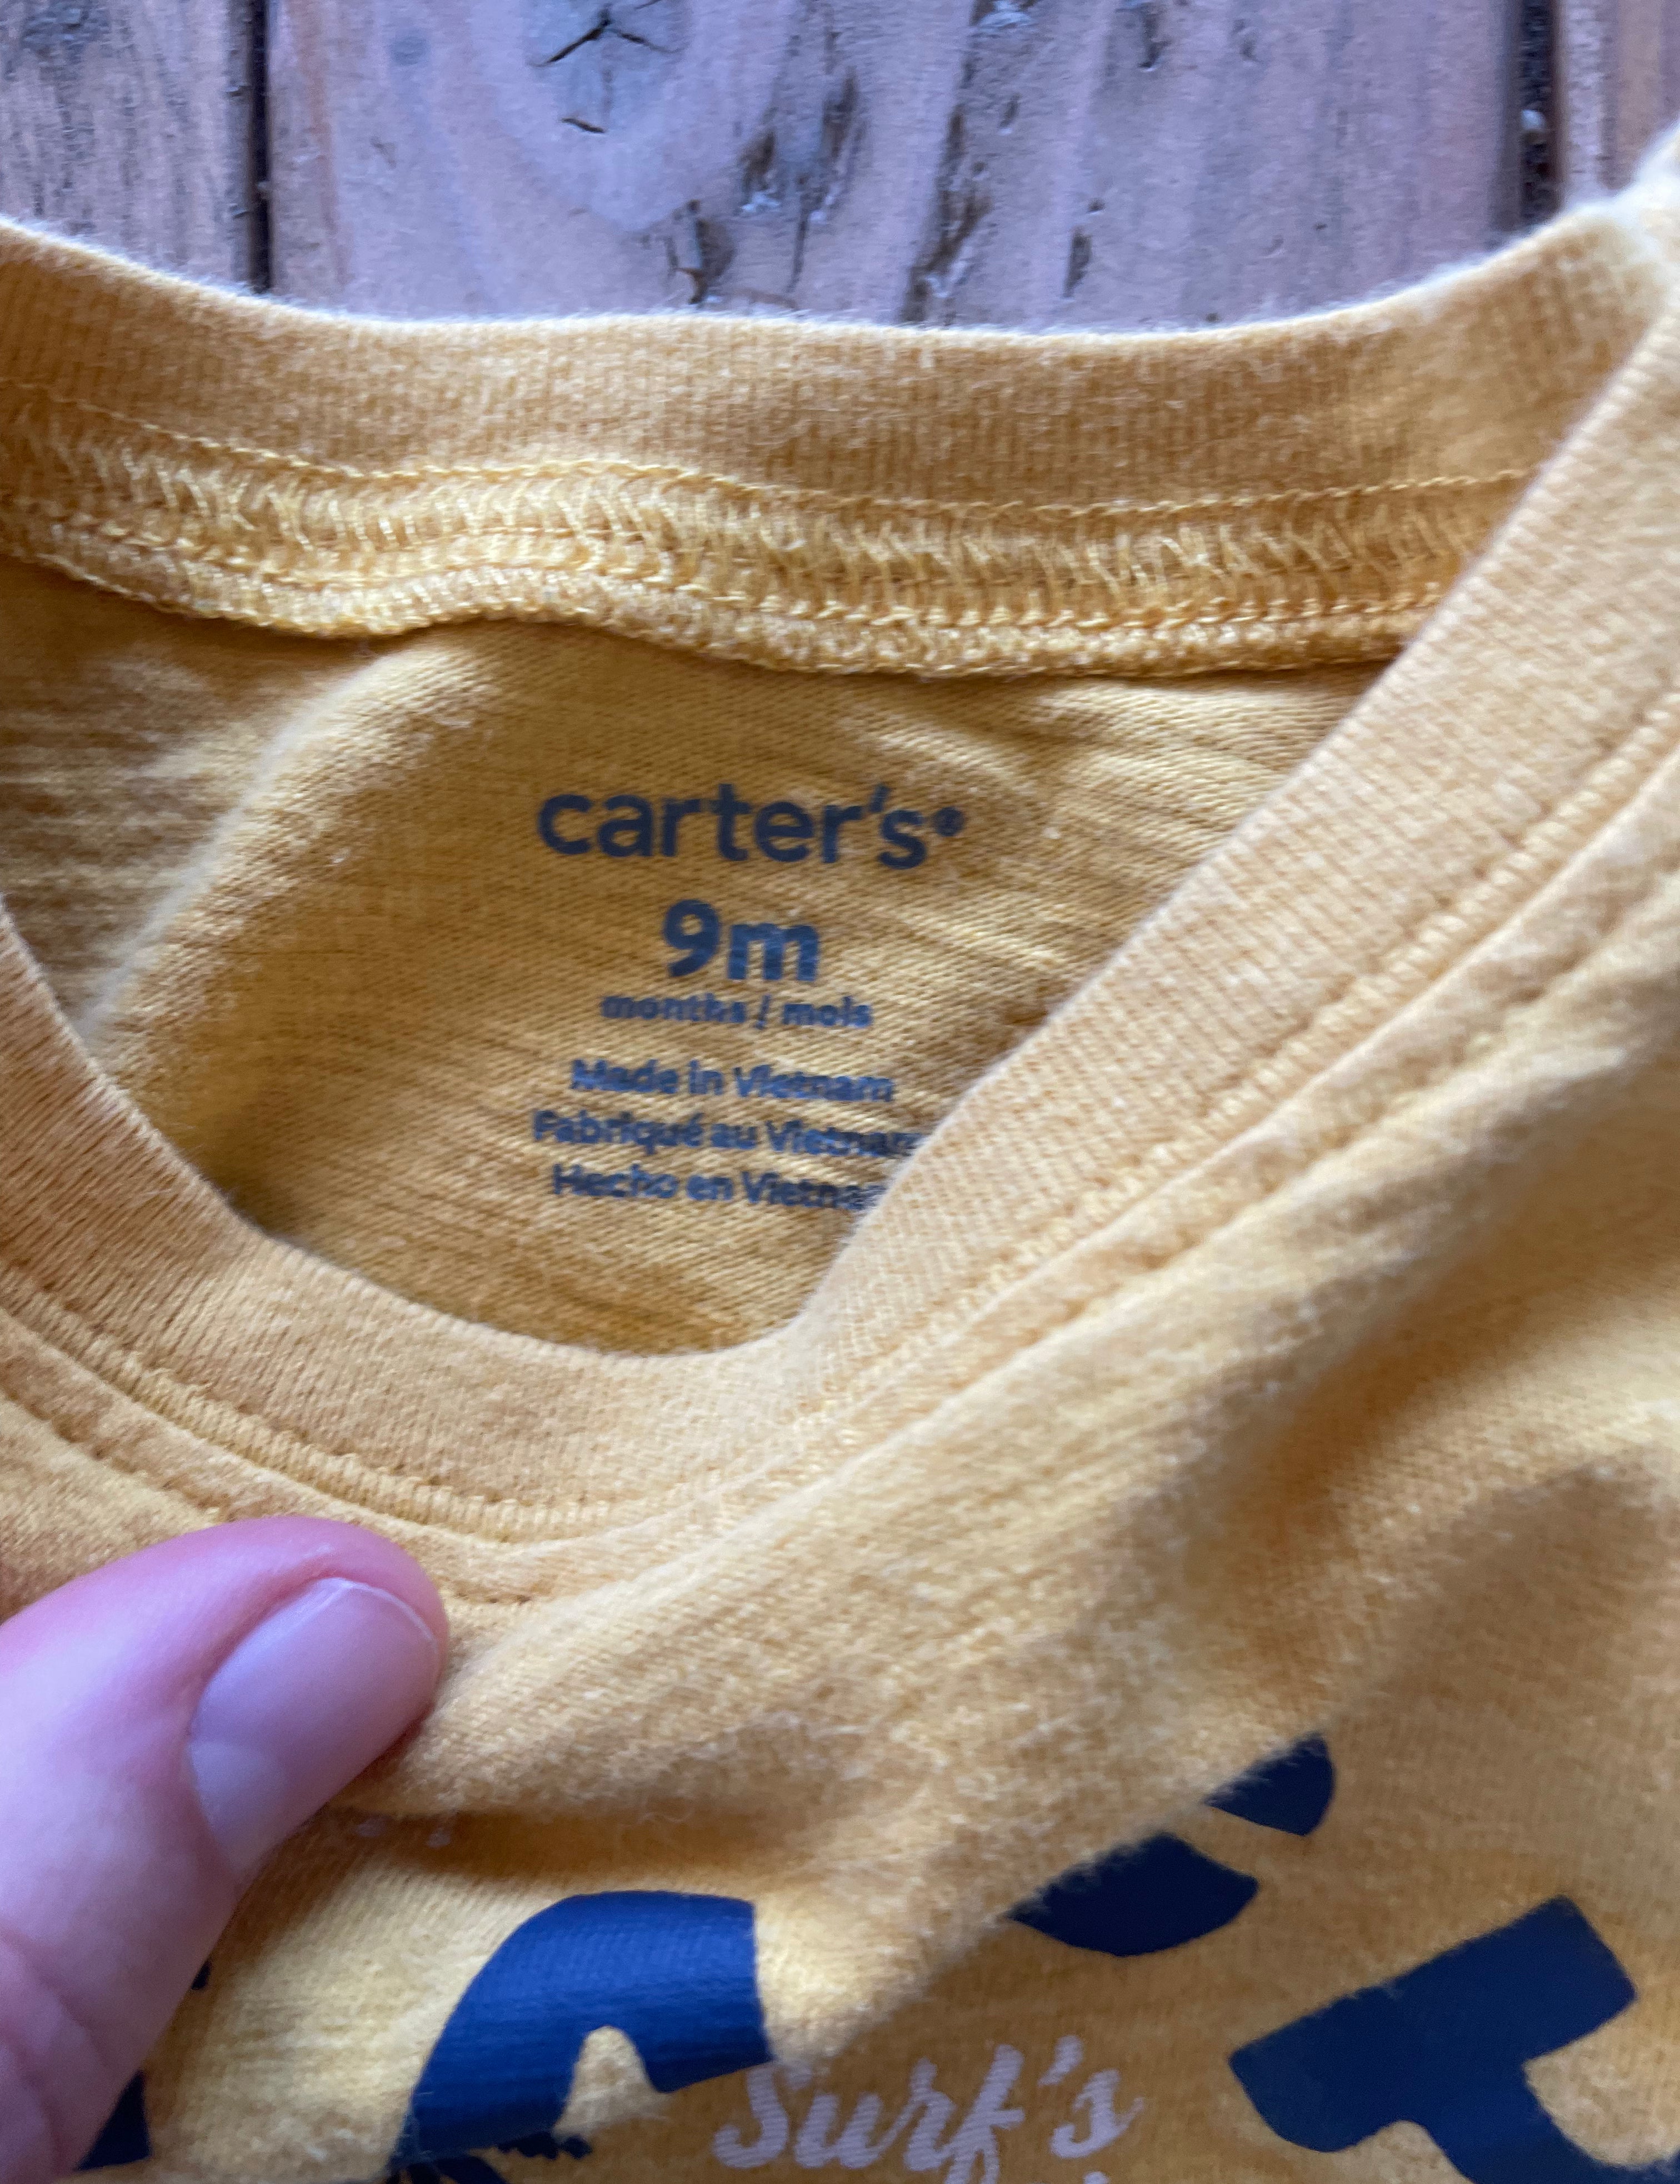 carter's®
9m
months / mois
Made in Vietnam
Fabriqué au Vietnam
Hecho en Vietnam
Surf's